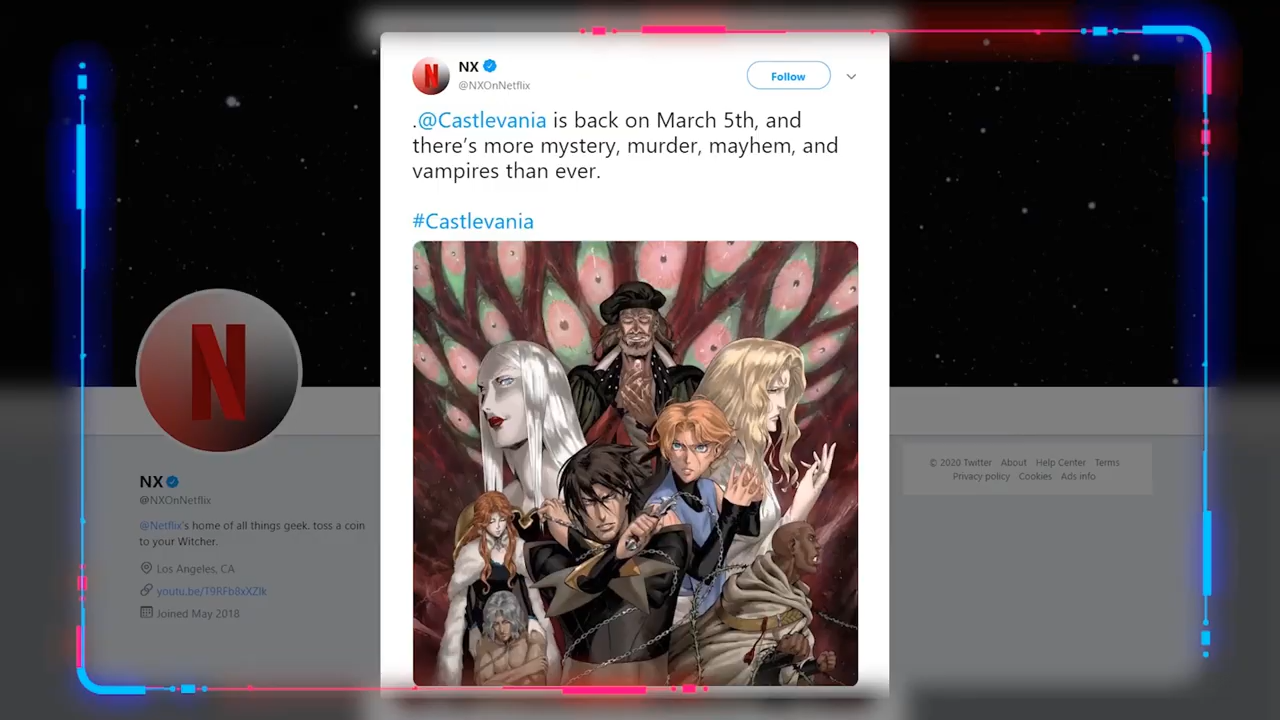 NX
@NXOnNetflix
Follow
.@Castlevania is back on March 5th, and
there’s more mystery, murder, mayhem, and
vampires than ever.
#Castlevania
N
NX
@NXOnNetflix
@Netflix's home of all things geek. toss a coin
to your Witcher.
Los Angeles, CA
youtu.be/T9RFb8xXZlk
Joined May 2018
© 2020 Twitter About Help Center Terms
Privacy policy Cookies Ads info